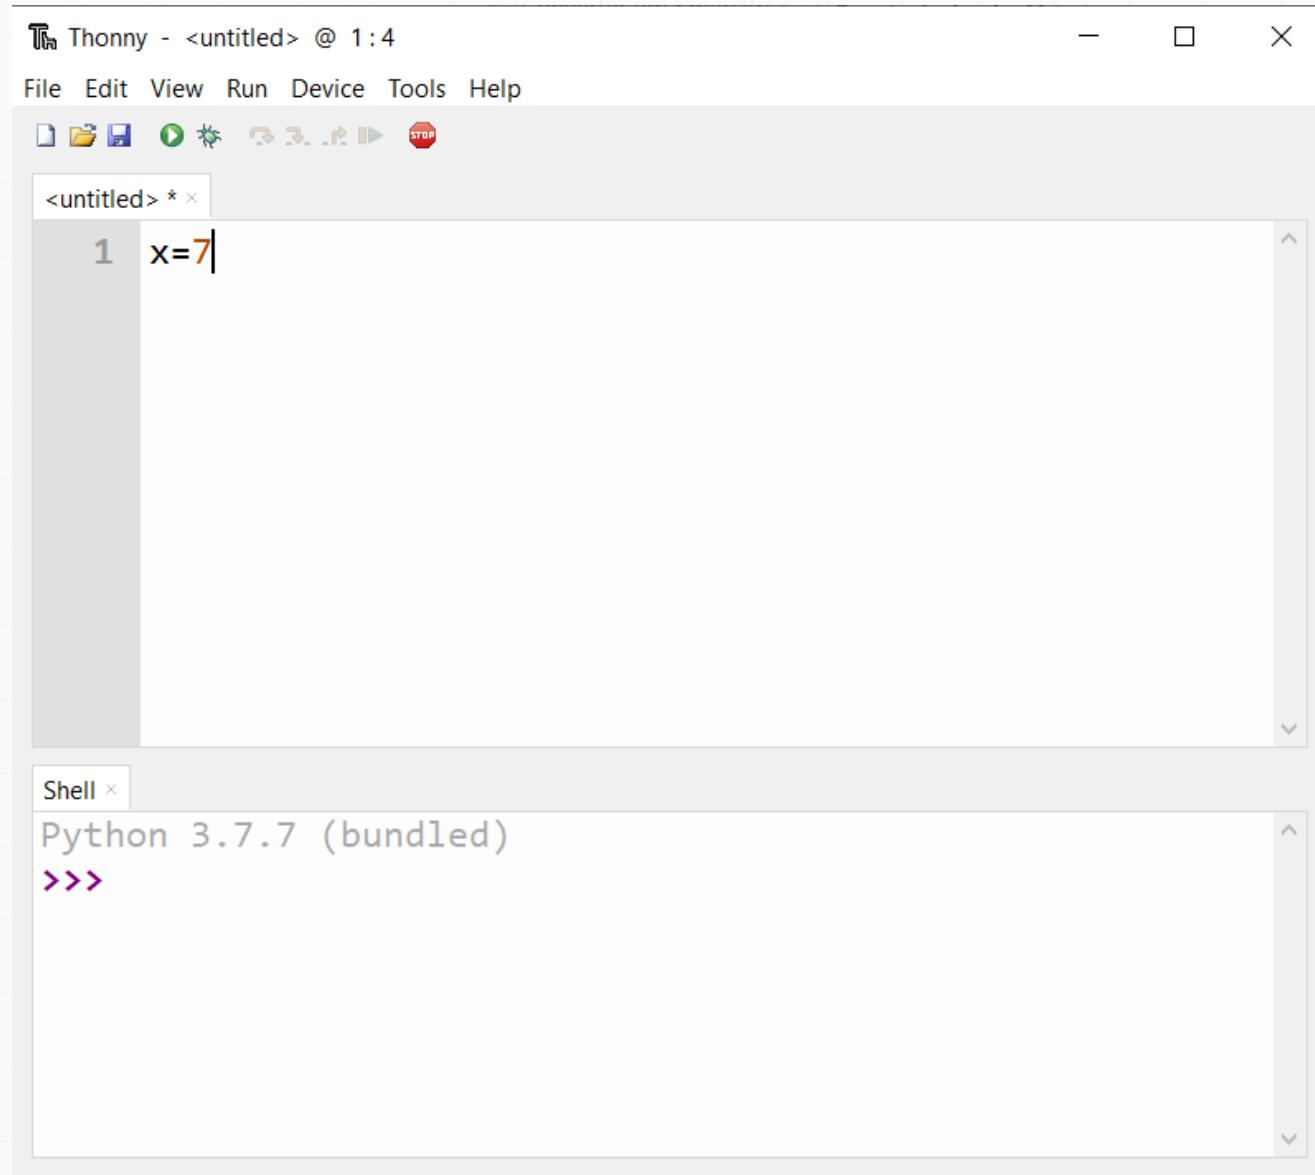 Thonny - <untitled> @ 1:4
File Edit View Run Device Tools Help
STOP
<untitled> *
1 x=7
Shell
Python 3.7.7 (bundled)
>>>